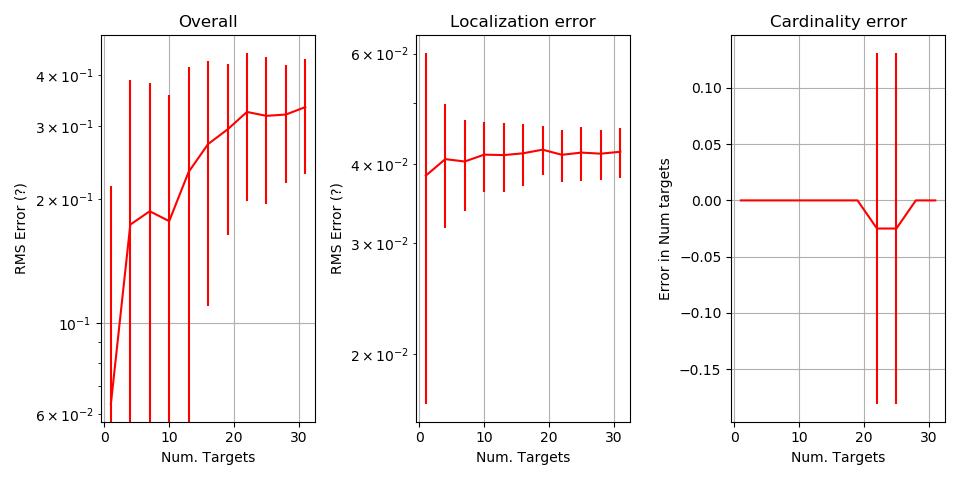 Overall
RMS Error (?)
4 × 10⁻¹
3 × 10⁻¹
2 × 10⁻¹
10⁻¹
6 × 10⁻²
0 10 20 30
Num. Targets
Localization error
RMS Error (?)
6 × 10⁻²
4 × 10⁻²
3 × 10⁻²
2 × 10⁻²
0 10 20 30
Num. Targets
Cardinality error
Error in Num targets
0.10
0.05
0.00
−0.05
−0.10
−0.15
0 10 20 30
Num. Targets